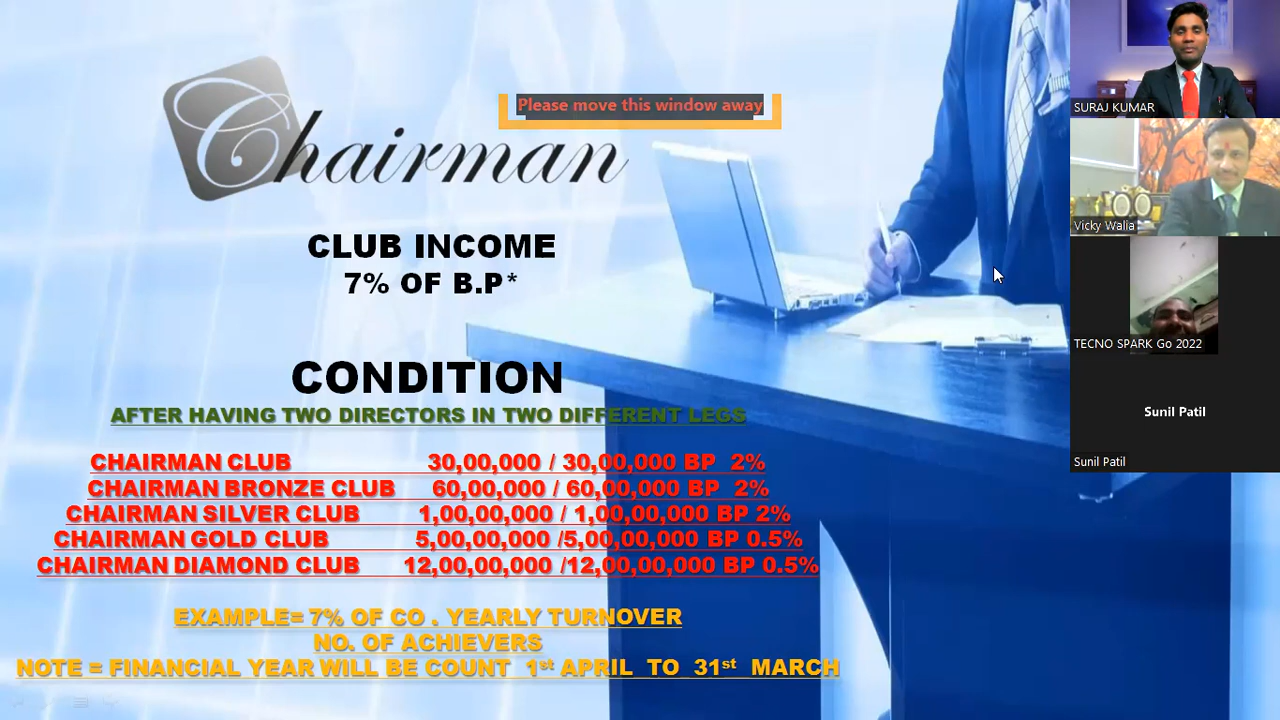 Chairman
Please move this window away
CLUB INCOME
7% OF B.P*
CONDITION
AFTER HAVING TWO DIRECTORS IN TWO DIFFERENT LEGS
CHAIRMAN CLUB 30,00,000 / 30,00,000 BP 2%
CHAIRMAN BRONZE CLUB 60,00,000 / 60,00,000 BP 2%
CHAIRMAN SILVER CLUB 1,00,00,000 / 1,00,00,000 BP 2%
CHAIRMAN GOLD CLUB 5,00,00,000 /5,00,00,000 BP 0.5%
CHAIRMAN DIAMOND CLUB 12,00,00,000 /12,00,00,000 BP 0.5%
EXAMPLE= 7% OF CO . YEARLY TURNOVER
NO. OF ACHIEVERS
NOTE = FINANCIAL YEAR WILL BE COUNT 1st APRIL TO 31st MARCH
SURAJ KUMAR
Vicky Walia
TECNO SPARK Go 2022
Sunil Patil
Sunil Patil